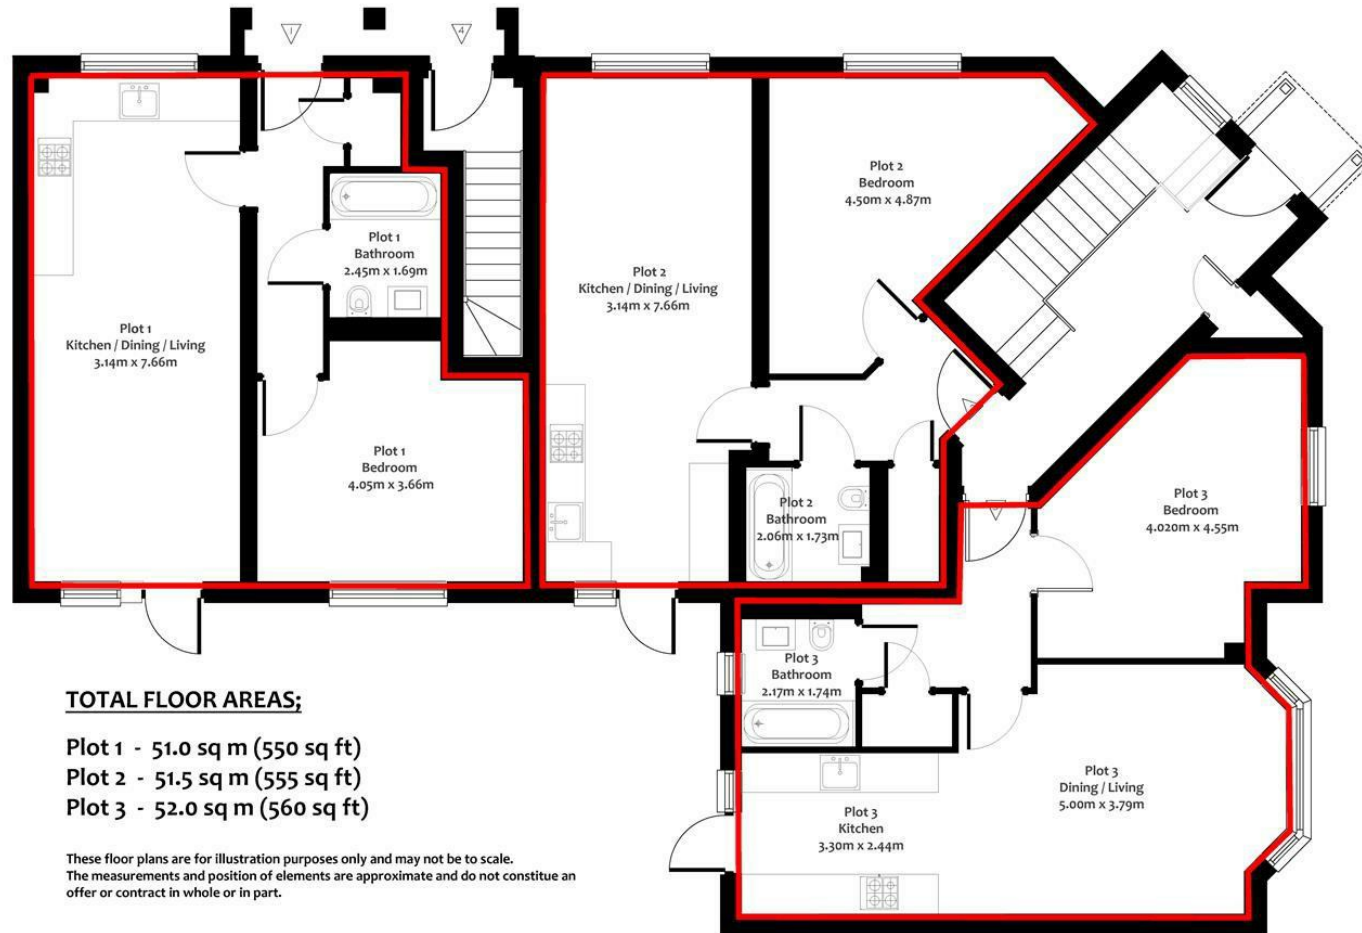 1
4
Plot 1
Kitchen / Dining / Living
3.14m x 7.66m
Plot 1
Bathroom
2.45m x 1.69m
Plot 1
Bedroom
4.05m x 3.66m
Plot 2
Kitchen / Dining / Living
3.14m x 7.66m
Plot 2
Bedroom
4.50m x 4.87m
Plot 2
Bathroom
2.06m x 1.73m
Plot 3
Bedroom
4.020m x 4.55m
Plot 3
Bathroom
2.17m x 1.74m
Plot 3
Kitchen
3.30m x 2.44m
Plot 3
Dining / Living
5.00m x 3.79m
TOTAL FLOOR AREAS;
Plot 1 - 51.0 sq m (550 sq ft)
Plot 2 - 51.5 sq m (555 sq ft)
Plot 3 - 52.0 sq m (560 sq ft)
These floor plans are for illustration purposes only and may not be to scale.
The measurements and position of elements are approximate and do not constitue an
offer or contract in whole or in part.